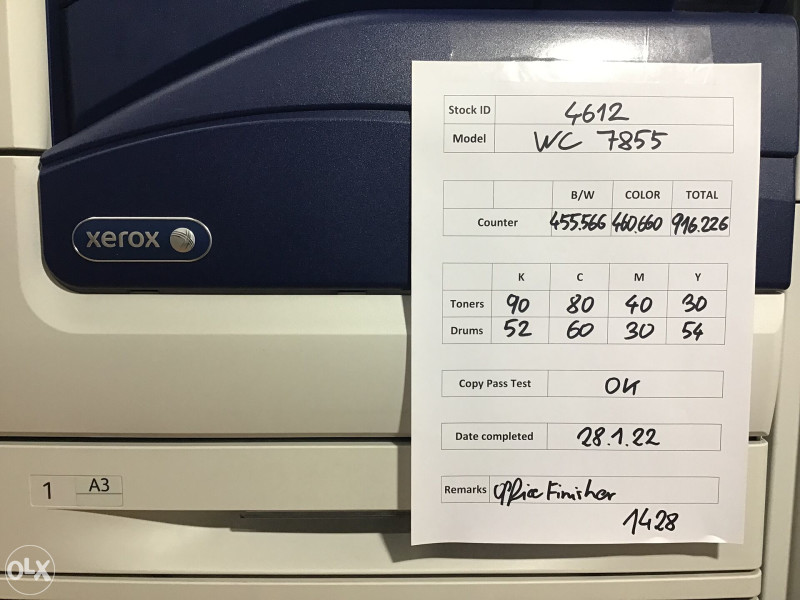 xerox
Stock ID 4612
Model WC 7855
B/W COLOR TOTAL
Counter 455.566 460.660 916.226
K C M Y
Toners 90 80 40 30
Drums 52 60 30 54
Copy Pass Test OK
Date completed 28.1.22
Remarks Office Finisher
1428
1 A3
OLX